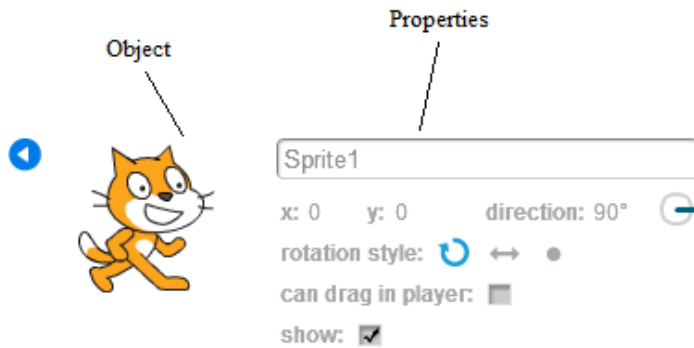 Properties
Object
Sprite1
x: 0 y: 0 direction: 90°
rotation style:
can drag in player:
show: